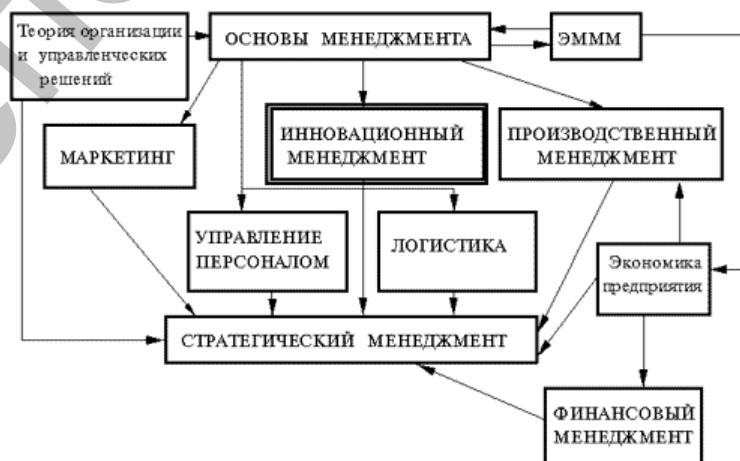 Теория организации
и управленческих
решений
ОСНОВЫ МЕНЕДЖМЕНТА
ЭМММ
МАРКЕТИНГ
ИННОВАЦИОННЫЙ
МЕНЕДЖМЕНТ
ПРОИЗВОДСТВЕННЫЙ
МЕНЕДЖМЕНТ
УПРАВЛЕНИЕ
ПЕРСОНАЛОМ
ЛОГИСТИКА
Экономика
предприятия
СТРАТЕГИЧЕСКИЙ МЕНЕДЖМЕНТ
ФИНАНСОВЫЙ
МЕНЕДЖМЕНТ